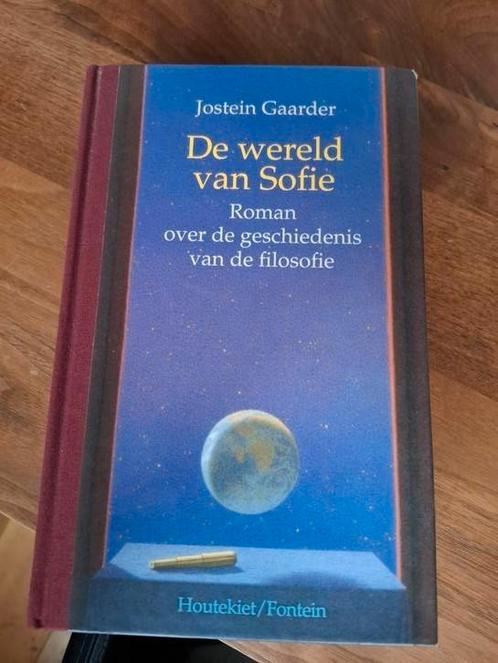 Jostein Gaarder
De wereld
van Sofie
Roman
over de geschiedenis
van de filosofie
Houtekiet/Fontein